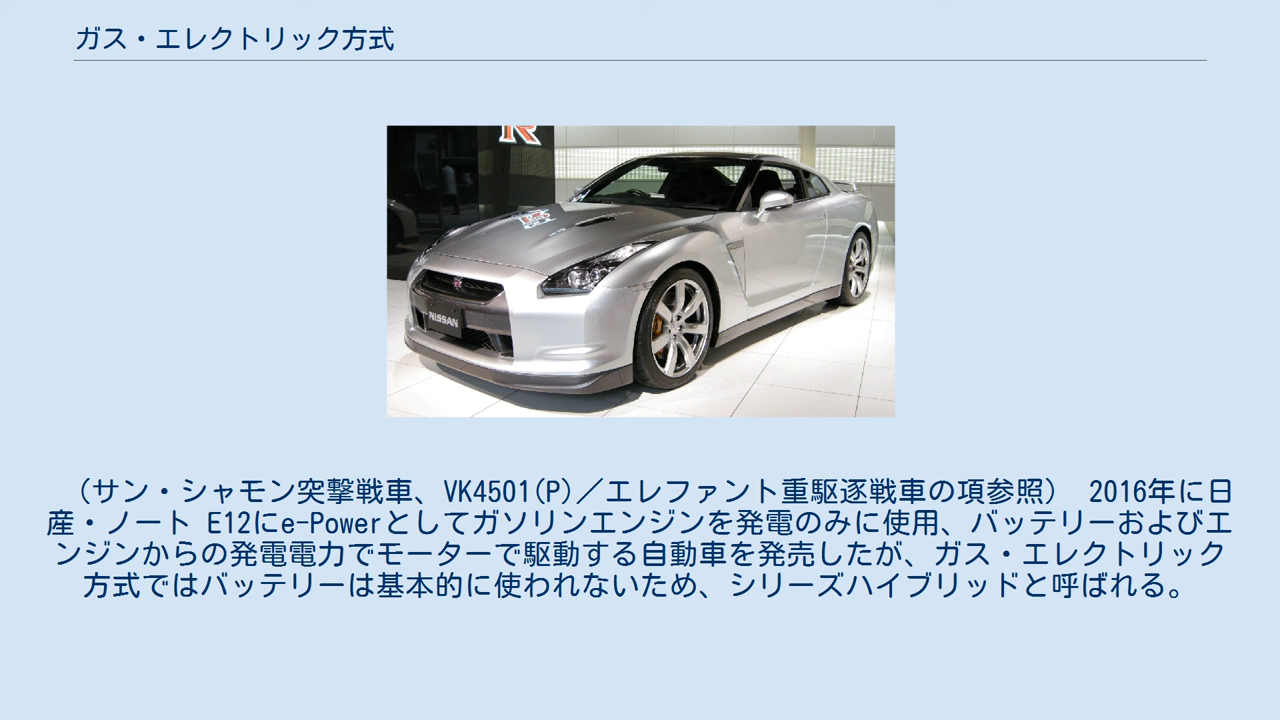 ガス・エレクトリック方式
R
NISSAN
（サン・シャモン突撃戦車、VK4501(P)／エレファント重駆逐戦車の項参照） 2016年に日
産・ノート E12にe-Powerとしてガソリンエンジンを発電のみに使用、バッテリーおよびエ
ンジンからの発電電力でモーターで駆動する自動車を発売したが、ガス・エレクトリック
方式ではバッテリーは基本的に使われないため、シリーズハイブリッドと呼ばれる。